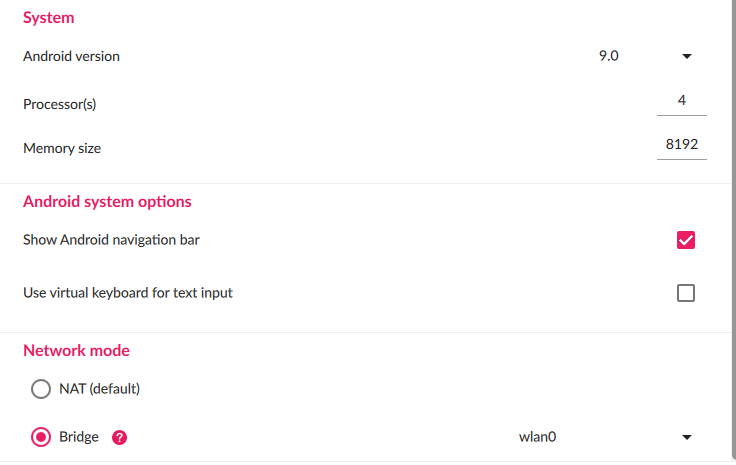 System
Android version 9.0
Processor(s) 4
Memory size 8192
Android system options
Show Android navigation bar
Use virtual keyboard for text input
Network mode
NAT (default)
Bridge ? wlan0